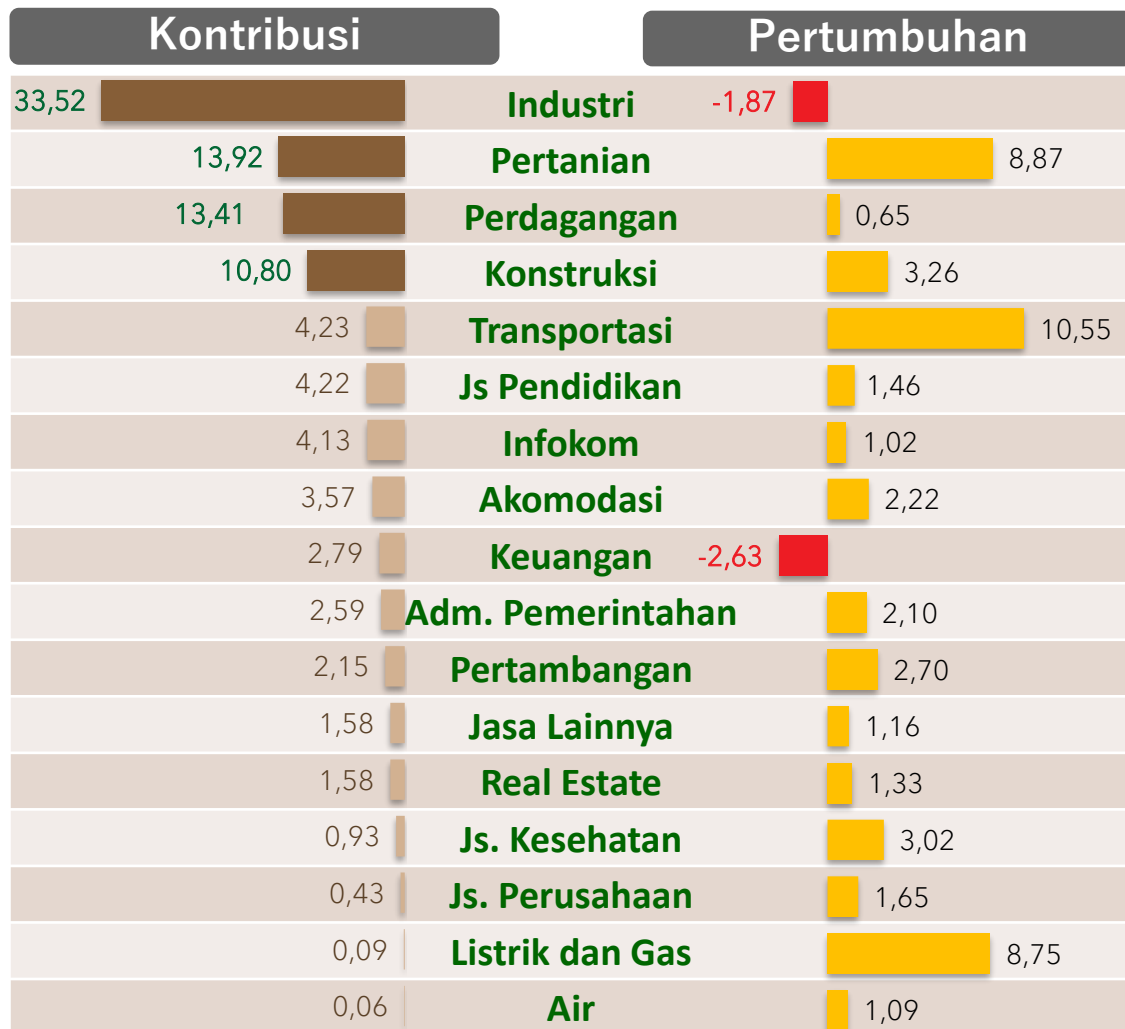 Kontribusi Pertumbuhan
33,52 Industri -1,87
13,92 Pertanian 8,87
13,41 Perdagangan 0,65
10,80 Konstruksi 3,26
4,23 Transportasi 10,55
4,22 Js Pendidikan 1,46
4,13 Infokom 1,02
3,57 Akomodasi 2,22
2,79 Keuangan -2,63
2,59 Adm. Pemerintahan 2,10
2,15 Pertambangan 2,70
1,58 Jasa Lainnya 1,16
1,58 Real Estate 1,33
0,93 Js. Kesehatan 3,02
0,43 Js. Perusahaan 1,65
0,09 Listrik dan Gas 8,75
0,06 Air 1,09